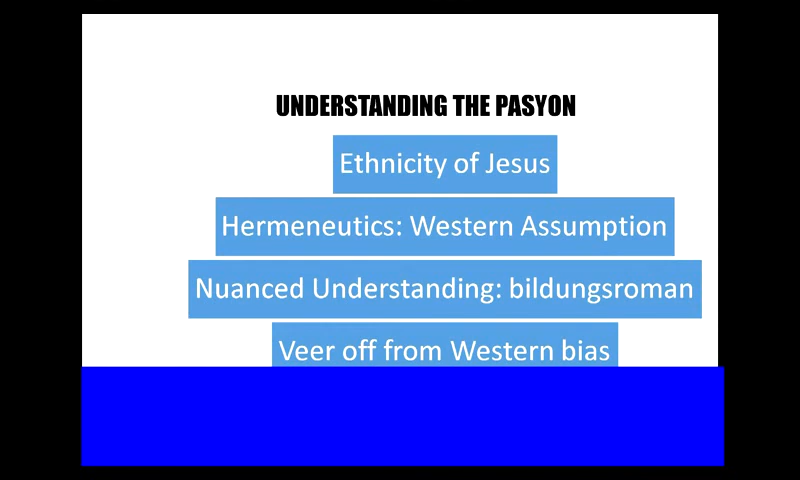 UNDERSTANDING THE PASYON
Ethnicity of Jesus
Hermeneutics: Western Assumption
Nuanced Understanding: bildungsroman
Veer off from Western bias